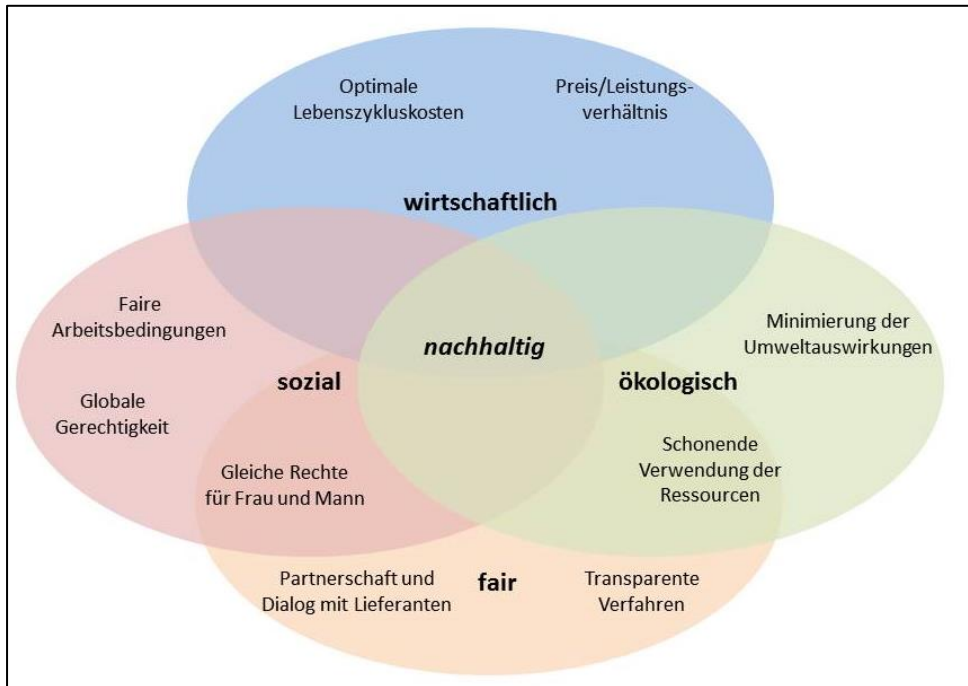 Optimale
Lebenszykluskosten
Preis/Leistungs-
verhältnis
wirtschaftlich
Faire
Arbeitsbedingungen
Minimierung der
Umweltauswirkungen
nachhaltig
sozial
ökologisch
Globale
Gerechtigkeit
Gleiche Rechte
für Frau und Mann
Schonende
Verwendung der
Ressourcen
Partnerschaft und
Dialog mit Lieferanten
fair
Transparente
Verfahren